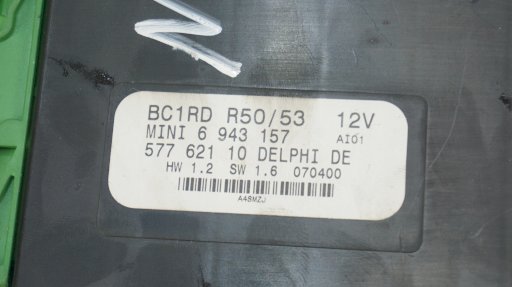 BC1RD R50/53 12V
MINI 6 943 157 AI01
577 621 10 DELPHI DE
HW 1.2 SW 1.6 070400
A4SMZJ